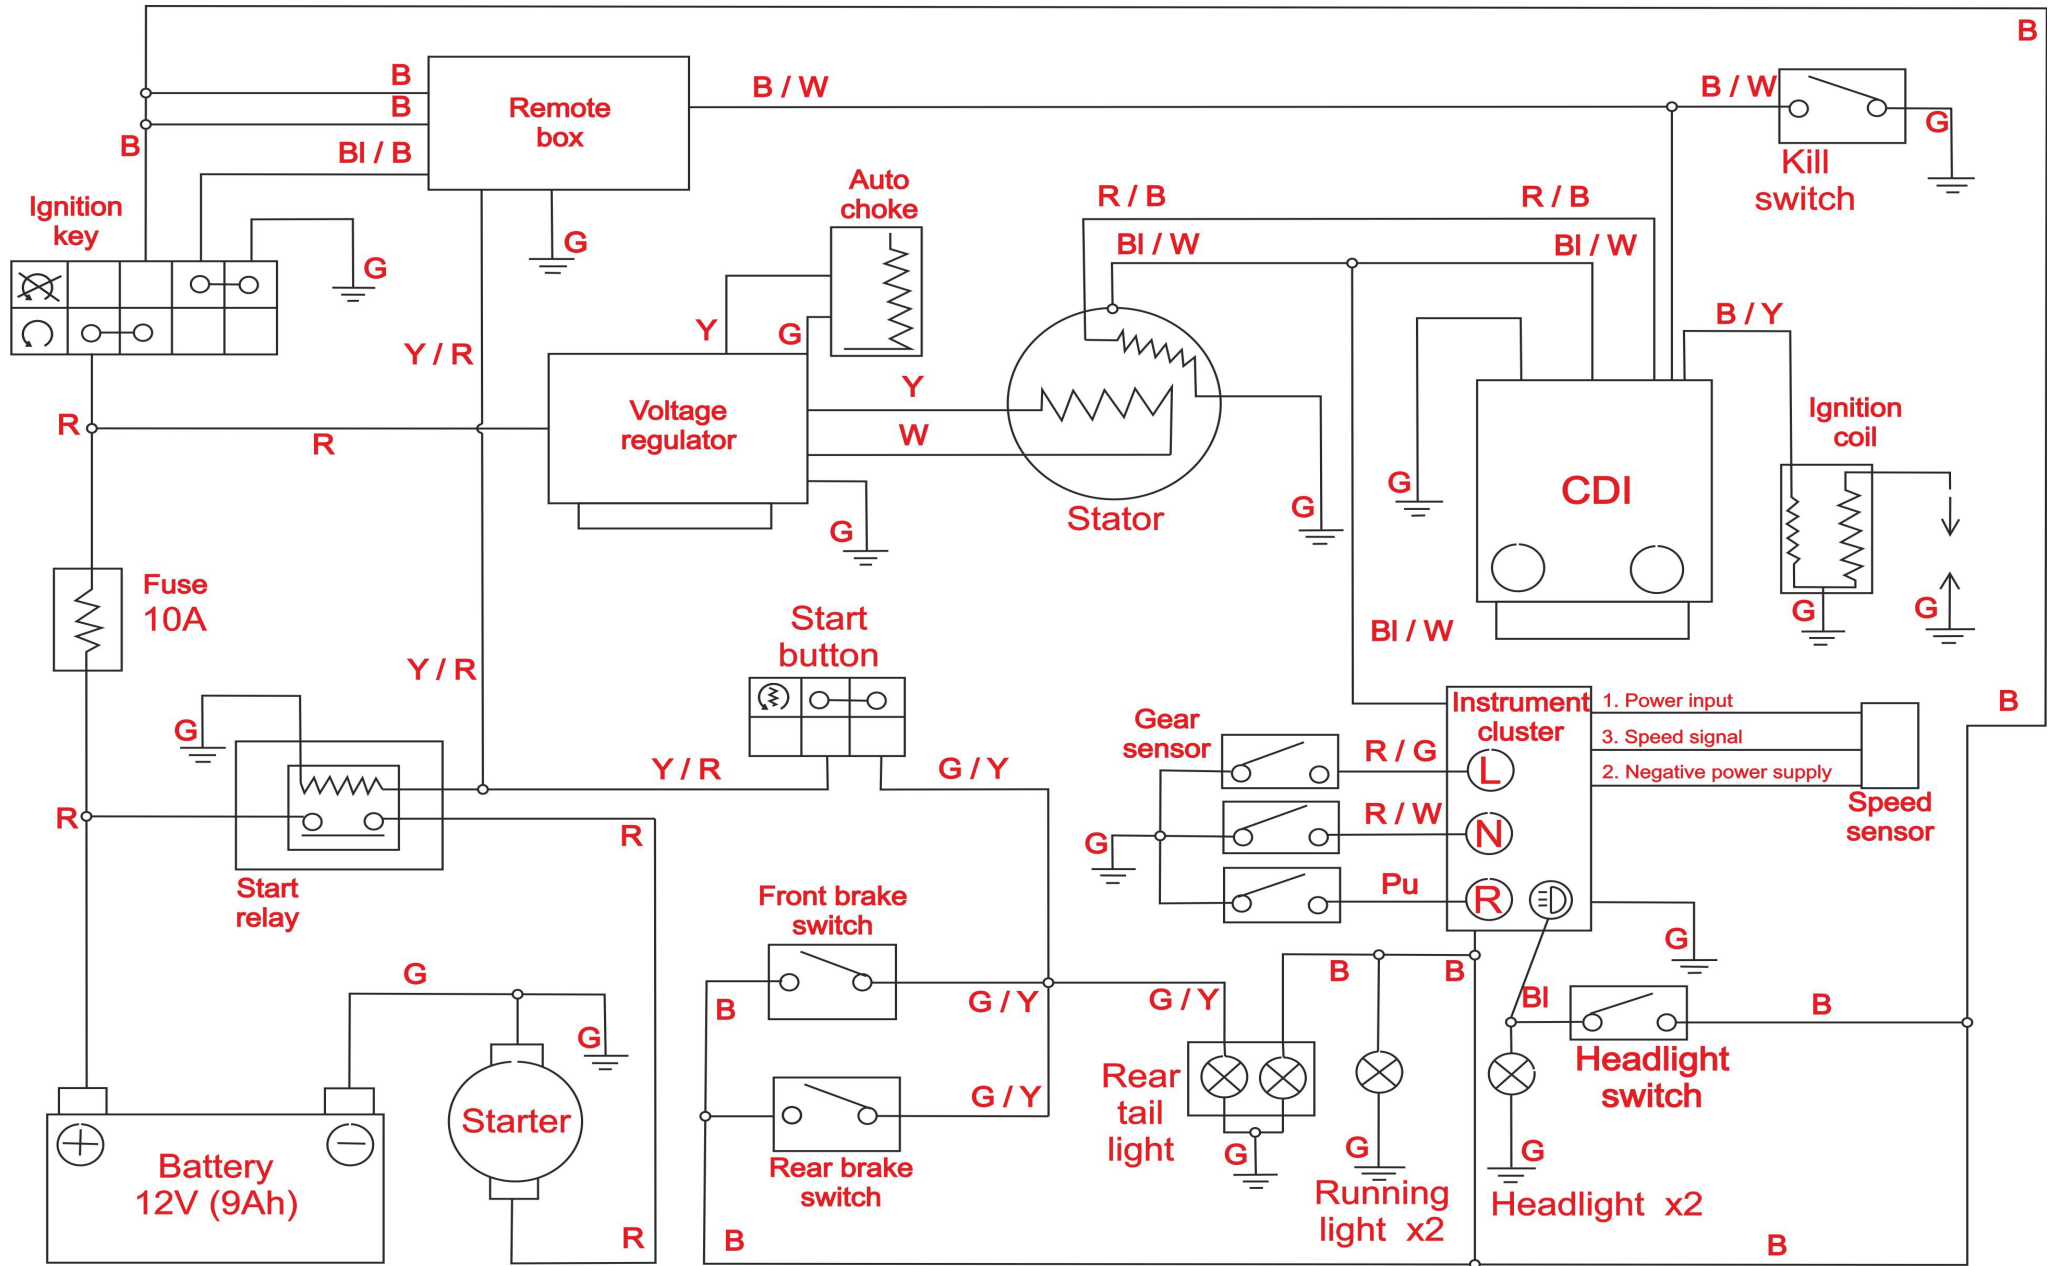 B
B
B / W
B / W
B
Remote
box
B
Bl / B
G
Kill
switch
Ignition
key
Auto
choke
R / B
R / B
Bl / W
Bl / W
G
G
B / Y
Y / R
Y
G
Y
Voltage
regulator
W
R
R
Ignition
coil
G
CDI
G
G
Stator
Fuse
10A
G
G
Start
button
Bl / W
Y / R
Instrument
cluster
1. Power input
3. Speed signal
2. Negative power supply
B
Gear
sensor
G
R / G
L
Y / R
G / Y
Speed
sensor
R
R
R / W
N
G
Start
relay
Front brake
switch
Pu
R
G
G
B
G / Y
G / Y
B
B
Bl
B
G
Headlight
switch
Starter
G / Y
Rear
tail
light
G
G
G
Battery
12V (9Ah)
Rear brake
switch
Running
light x2
Headlight x2
R
B
B